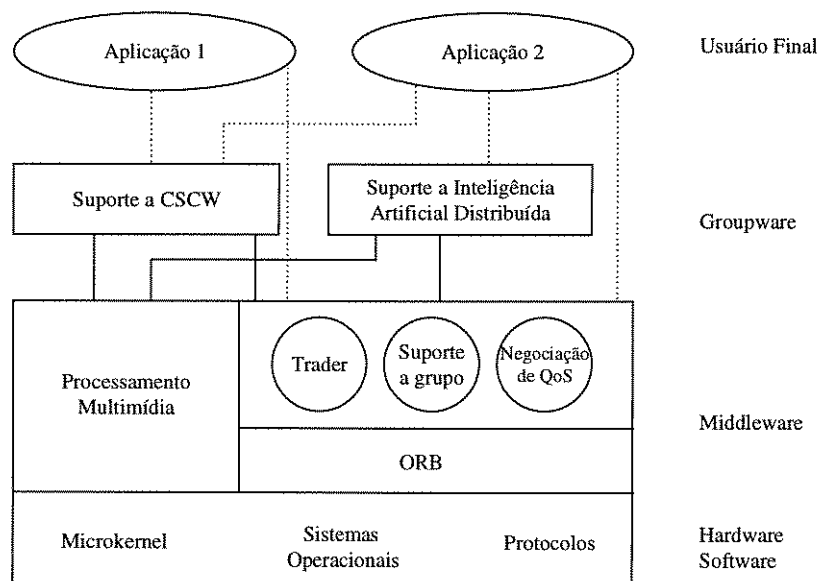 Aplicação 1
Aplicação 2
Usuário Final
Suporte a CSCW
Suporte a Inteligência
Artificial Distribuída
Groupware
Processamento
Multimídia
Trader
Suporte
a grupo
Negociação
de QoS
Middleware
ORB
Microkernel
Sistemas
Operacionais
Protocolos
Hardware
Software